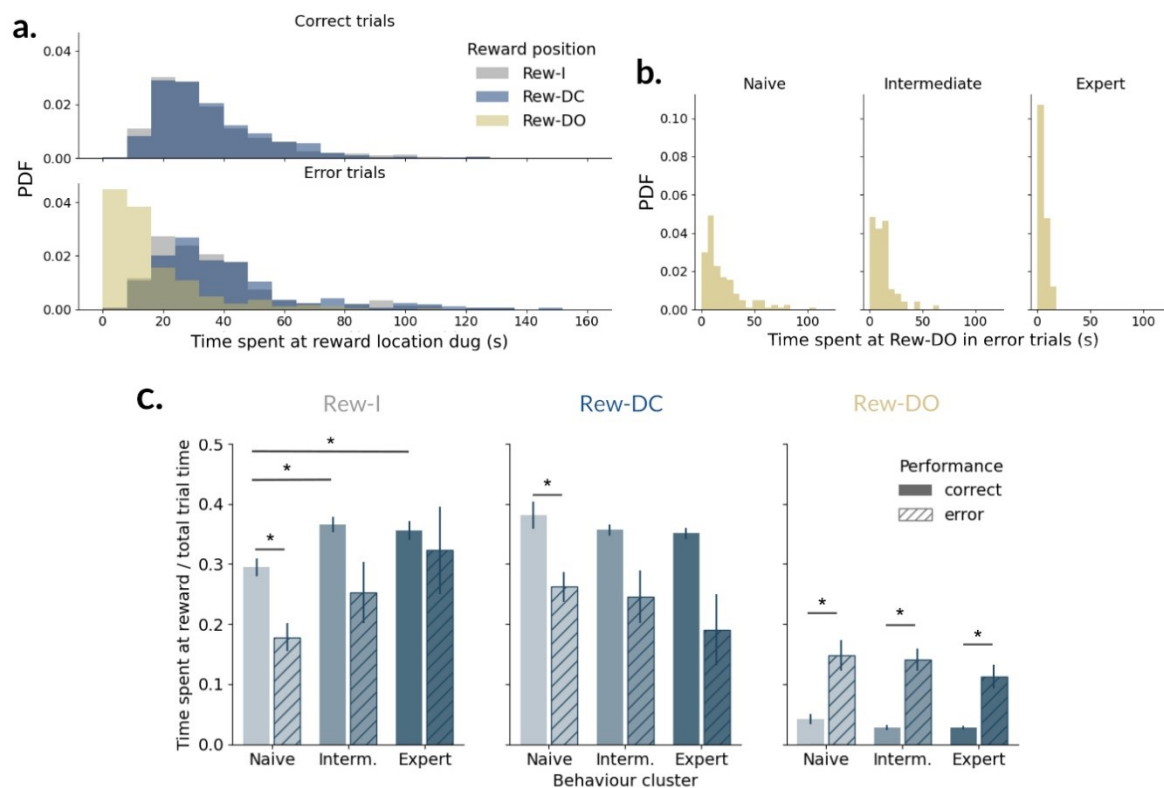 a.
Correct trials
0.04
0.02
0.00
Reward position
Rew-I
Rew-DC
Rew-DO
Error trials
PDF
0.04
0.02
0.00
0 20 40 60 80 100 120 140 160
Time spent at reward location dug (s)
b.
Naive Intermediate Expert
0.10
0.08
0.06
0.04
0.02
0.00
PDF
0 50 100 0 50 100 0 50 100
Time spent at Rew-DO in error trials (s)
c.
Rew-I Rew-DC Rew-DO
Time spent at reward / total trial time
0.5
0.4
0.3
0.2
0.1
0.0
* * *
*
* * *
Performance
correct
error
Naive Interm. Expert Naive Interm. Expert Naive Interm. Expert
Behaviour cluster